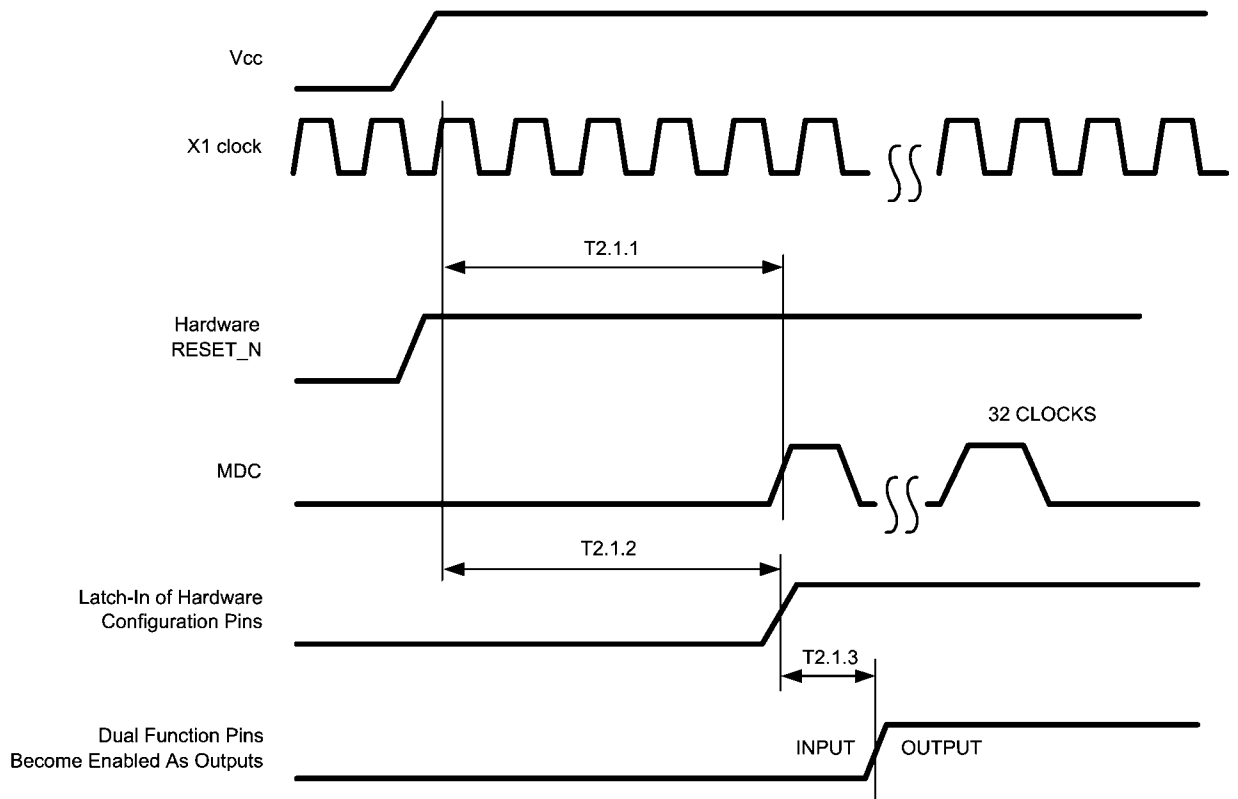 Vcc
X1 clock
T2.1.1
Hardware
RESET_N
32 CLOCKS
MDC
T2.1.2
Latch-In of Hardware
Configuration Pins
T2.1.3
Dual Function Pins
Become Enabled As Outputs
INPUT
OUTPUT